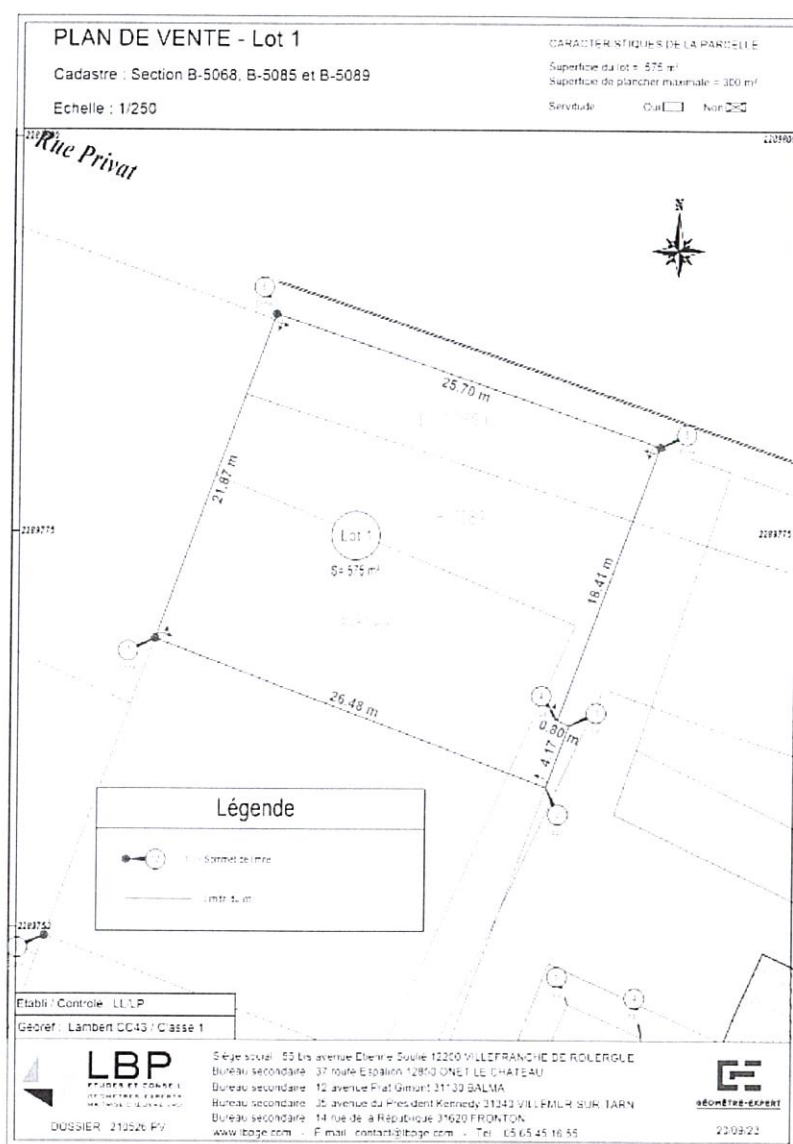 PLAN DE VENTE - Lot 1
Cadastre : Section B-5068, B-5085 et B-5089
Echelle : 1/250
CARACTERISTIQUES DE LA PARCELLE
Superficie du lot = 575 m²
Superficie de plancher maximale = 300 m²
Servitude Oui Non
Rue Privat
N
25.70 m
21.87 m
2289775
2289775
Lot 1
S= 575 m²
18.41 m
26.48 m
0.80 m
4.17
Légende
Sommet de limite
2289750
Etabli / Controlé : LL/LP
Géoref : Lambert CC43 / Classe 1
LBP
ETUDES ET CONSEIL
GEOMETRES EXPERTS
DOSSIER : 210526 PV
Siège social : 55 bis avenue Etienne Soulié 12200 VILLEFRANCHE DE ROUERGUE
Bureau secondaire : 37 route Espalion 12850 ONET LE CHATEAU
Bureau secondaire : 12 avenue Prat Gimont 31130 BALMA
Bureau secondaire : 35 avenue du President Kennedy 31340 VILLEMUR SUR TARN
Bureau secondaire : 14 rue de la République 31620 FRONTON
www.lbpge.com - E mail : contact@lbpge.com - Tel : 05 65 45 16 55
GÉOMÈTRE-EXPERT